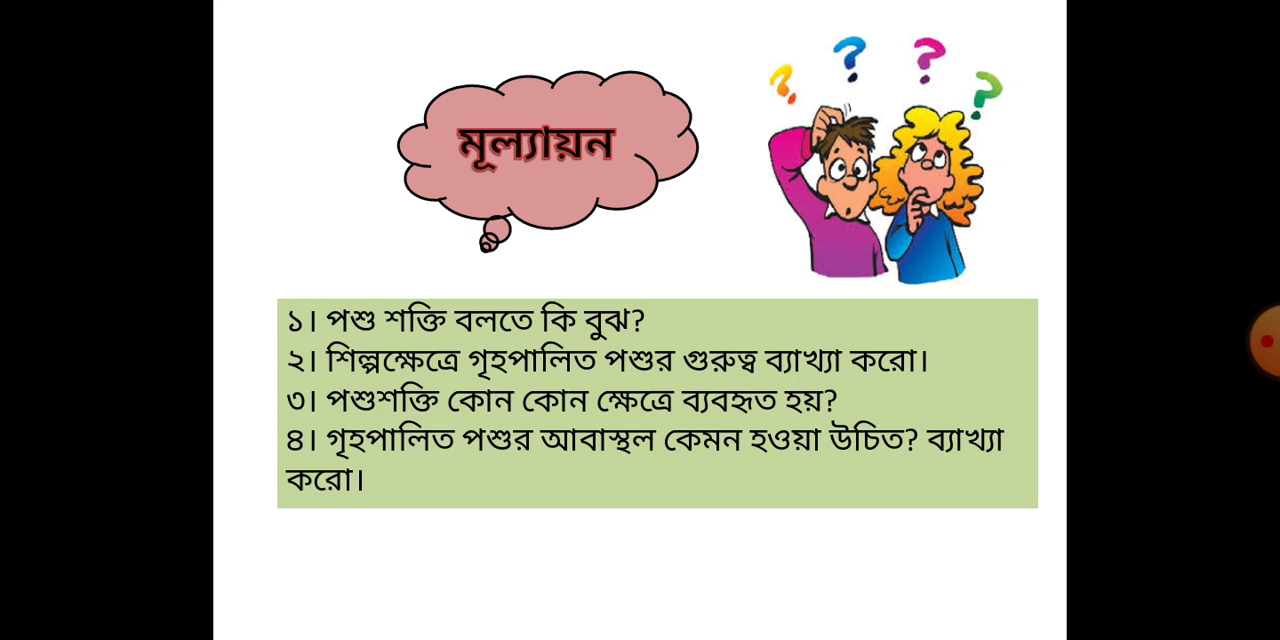 মূল্যায়ন
? ? ? ?
১। পশু শক্তি বলতে কি বুঝ?
২। শিল্পক্ষেত্রে গৃহপালিত পশুর গুরুত্ব ব্যাখ্যা করো।
৩। পশুশক্তি কোন কোন ক্ষেত্রে ব্যবহৃত হয়?
৪। গৃহপালিত পশুর আবাস্থল কেমন হওয়া উচিত? ব্যাখ্যা
করো।